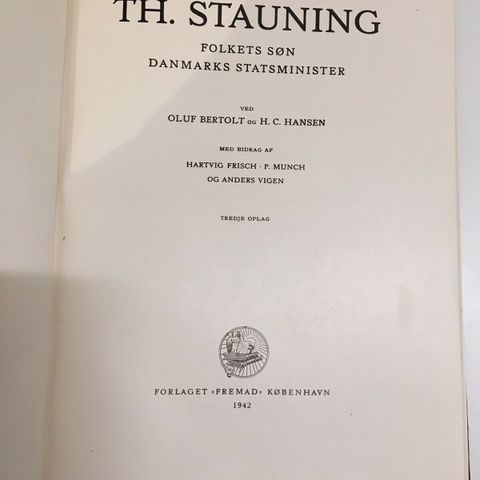 TH. STAUNING
FOLKETS SØN
DANMARKS STATSMINISTER
VED
OLUF BERTOLT OG H. C. HANSEN
MED BIDRAG AF
HARTVIG FRISCH · P. MUNCH
OG ANDERS VIGEN
TREDJE OPLAG
FORLAGET »FREMAD« KØBENHAVN
1942